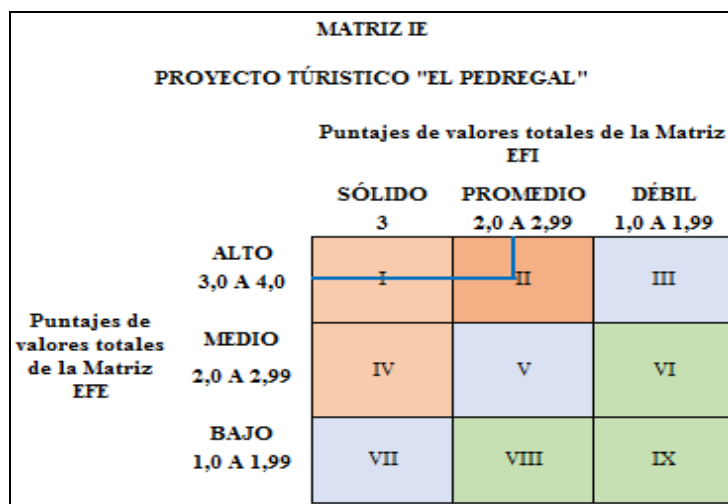 MATRIZ IE
PROYECTO TÚRISTICO "EL PEDREGAL"
Puntajes de valores totales de la Matriz
EFI
SÓLIDO PROMEDIO DÉBIL
3 2,0 A 2,99 1,0 A 1,99
ALTO
3,0 A 4,0
I II III
Puntajes de
valores totales
de la Matriz
EFE
MEDIO
2,0 A 2,99
IV V VI
BAJO
1,0 A 1,99
VII VIII IX